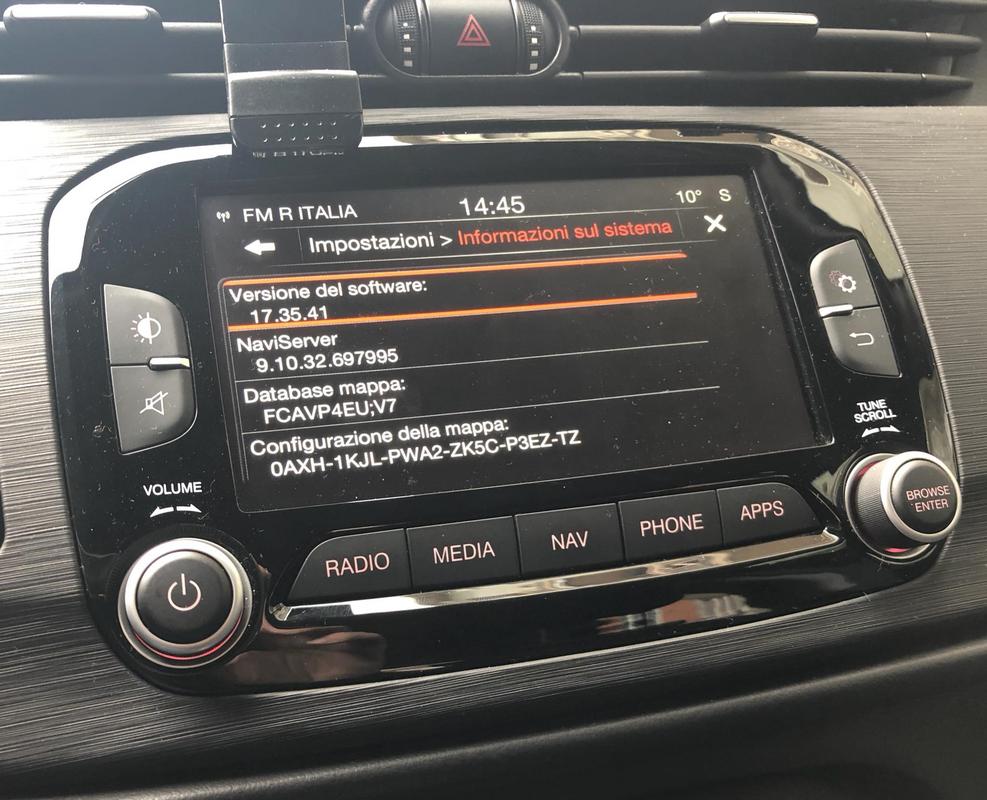 FM R ITALIA 14:45 10° S
Impostazioni > Informazioni sul sistema
Versione del software:
17.35.41
NaviServer
9.10.32.697995
Database mappa:
FCAVP4EU;V7
Configurazione della mappa:
0AXH-1KJL-PWA2-ZK5C-P3EZ-TZ
TUNE
SCROLL
VOLUME
BROWSE
ENTER
RADIO MEDIA NAV PHONE APPS